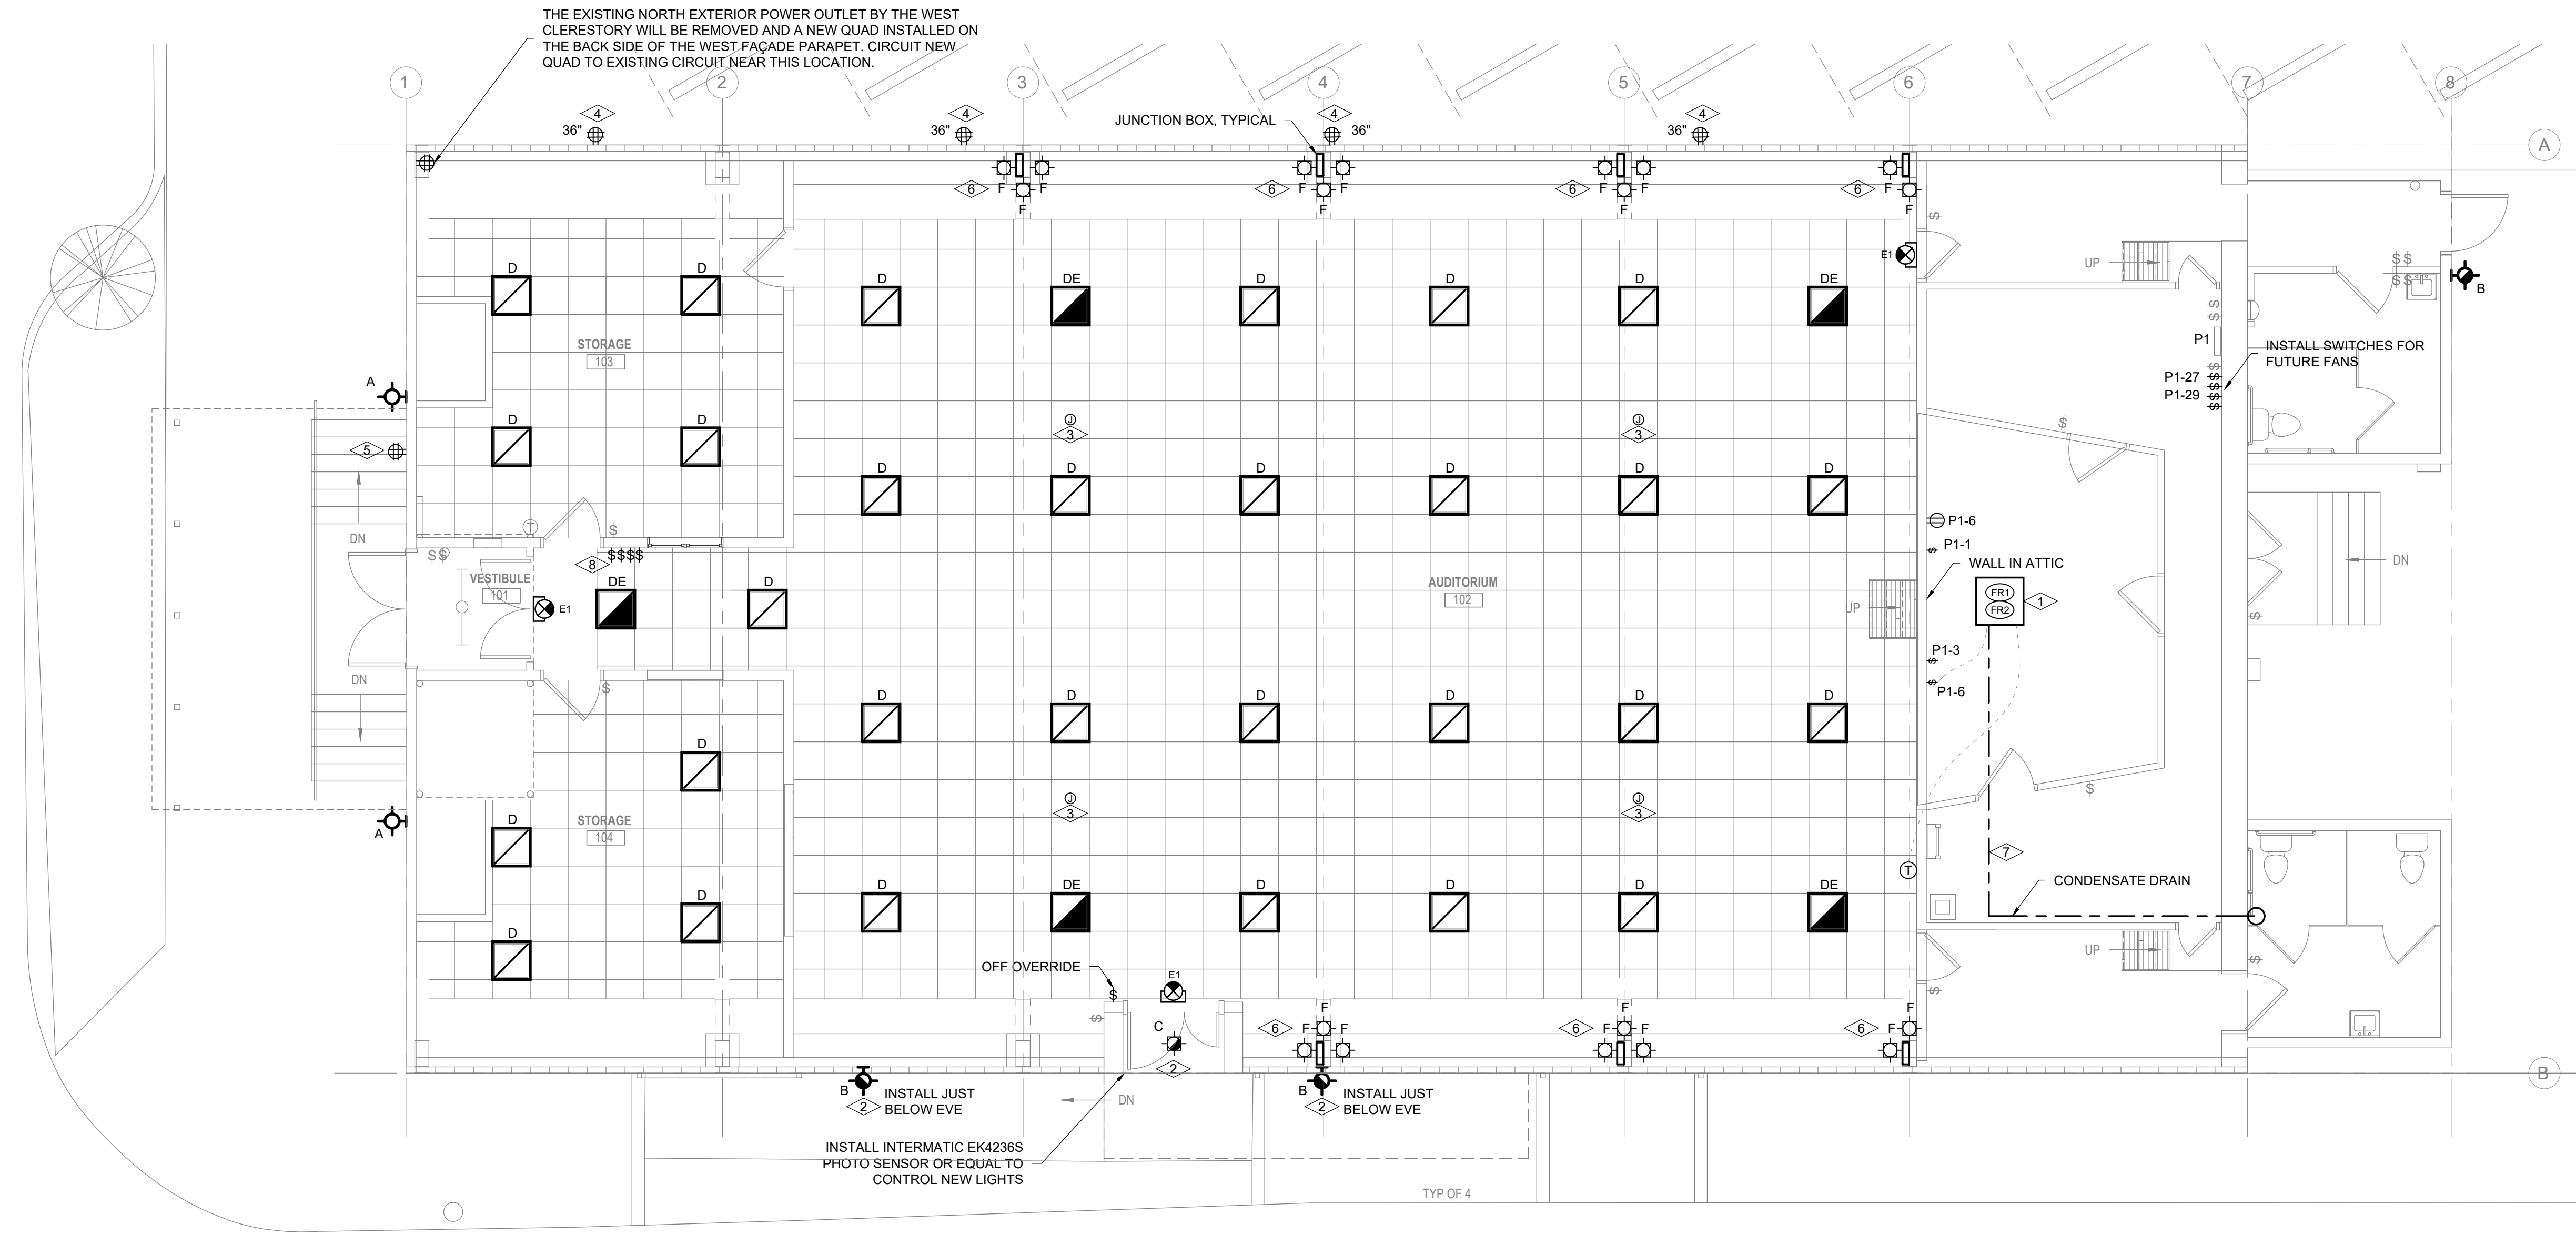 THE EXISTING NORTH EXTERIOR POWER OUTLET BY THE WEST
CLERESTORY WILL BE REMOVED AND A NEW QUAD INSTALLED ON
THE BACK SIDE OF THE WEST FAÇADE PARAPET. CIRCUIT NEW
QUAD TO EXISTING CIRCUIT NEAR THIS LOCATION.
1 2 3 4 5 6 7 8
4 4 4 4
36" 36" 36" 36"
JUNCTION BOX, TYPICAL
A
F F F F F F F
6 6 6 6
F F F F
$
E1
UP
$ $
$ $
B
D D D DE D D D DE
STORAGE
103
$
$
P1
INSTALL SWITCHES FOR
FUTURE FANS
$
P1-27 $
$
P1-29 $
$
A
J J
3 3
$
D D
5
D D D D D D
T
$
DN
$ $
$$$$
8
P1-6
$ P1-1
WALL IN ATTIC
DN
VESTIBULE
101
E1
DE D
AUDITORIUM
102
UP
FR1
FR2
1
$
P1-3
$
$
P1-6
DN
$
D D D D D D
D
J J
3 3
$
A
STORAGE
104
D
7
T
CONDENSATE DRAIN
D
D DE D D D DE
D
OFF OVERRIDE
$
E1
UP
$
$
$
C
F F F
6 F F 6 F F 6 F
2
B
B
2
INSTALL JUST
BELOW EVE
B
2
INSTALL JUST
BELOW EVE
DN
INSTALL INTERMATIC EK4236S
PHOTO SENSOR OR EQUAL TO
CONTROL NEW LIGHTS
TYP OF 4